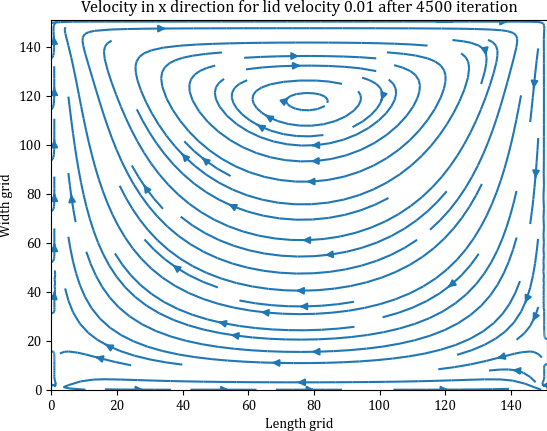 Velocity in x direction for lid velocity 0.01 after 4500 iteration
140
120
100
80
60
40
20
0
Width grid
0 20 40 60 80 100 120 140
Length grid